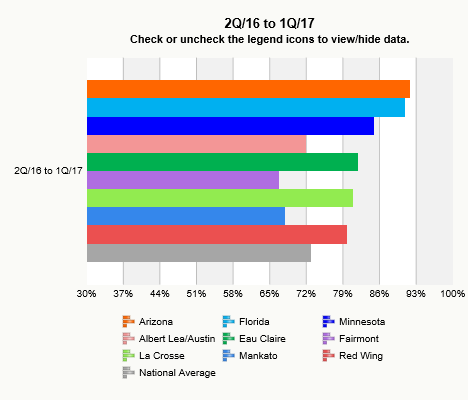 2Q/16 to 1Q/17
Check or uncheck the legend icons to view/hide data.
2Q/16 to 1Q/17
30% 37% 44% 51% 58% 65% 72% 79% 86% 93% 100%
Arizona Florida Minnesota
Albert Lea/Austin Eau Claire Fairmont
La Crosse Mankato Red Wing
National Average